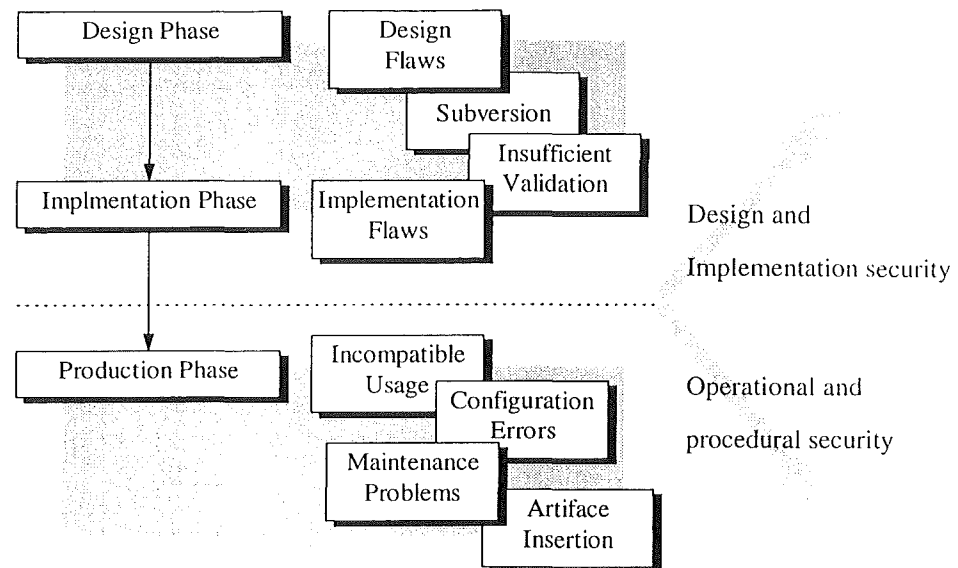 Design Phase
Design
Flaws
Subversion
Insufficient
Validation
Implmentation Phase
Implementation
Flaws
Design and
Implementation security
Production Phase
Incompatible
Usage
Configuration
Errors
Operational and
procedural security
Maintenance
Problems
Artiface
Insertion